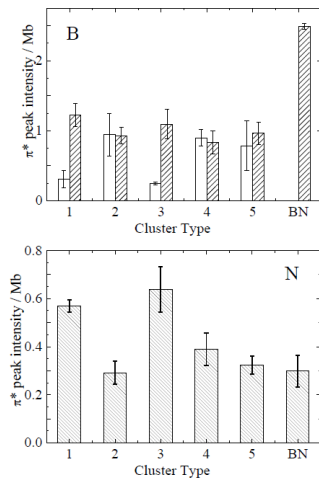 B
π* peak intensity / Mb
2
1
0
1 2 3 4 5 BN
Cluster Type
N
π* peak intensity / Mb
0.8
0.6
0.4
0.2
0.0
1 2 3 4 5 BN
Cluster Type